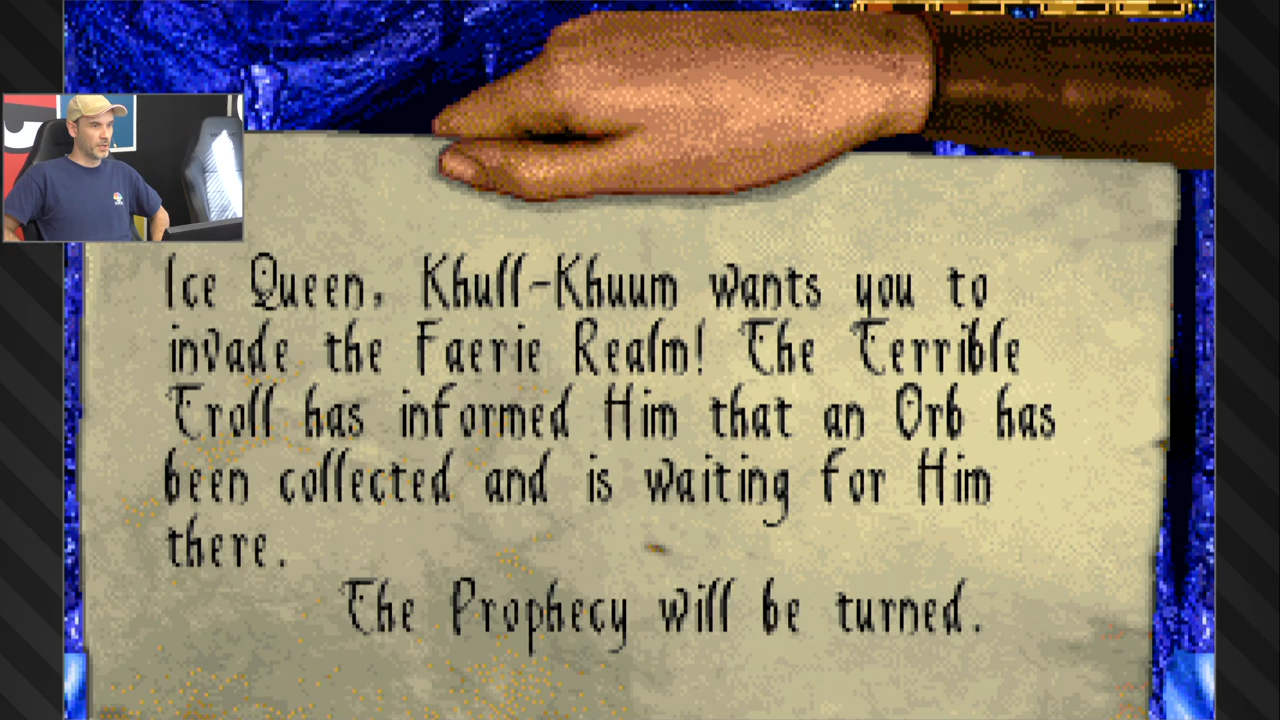 Ice Queen, Khull-Khuum wants you to
invade the Faerie Realm! The Terrible
Troll has informed Him that an Orb has
been collected and is waiting for Him
there.
The Prophecy will be turned.